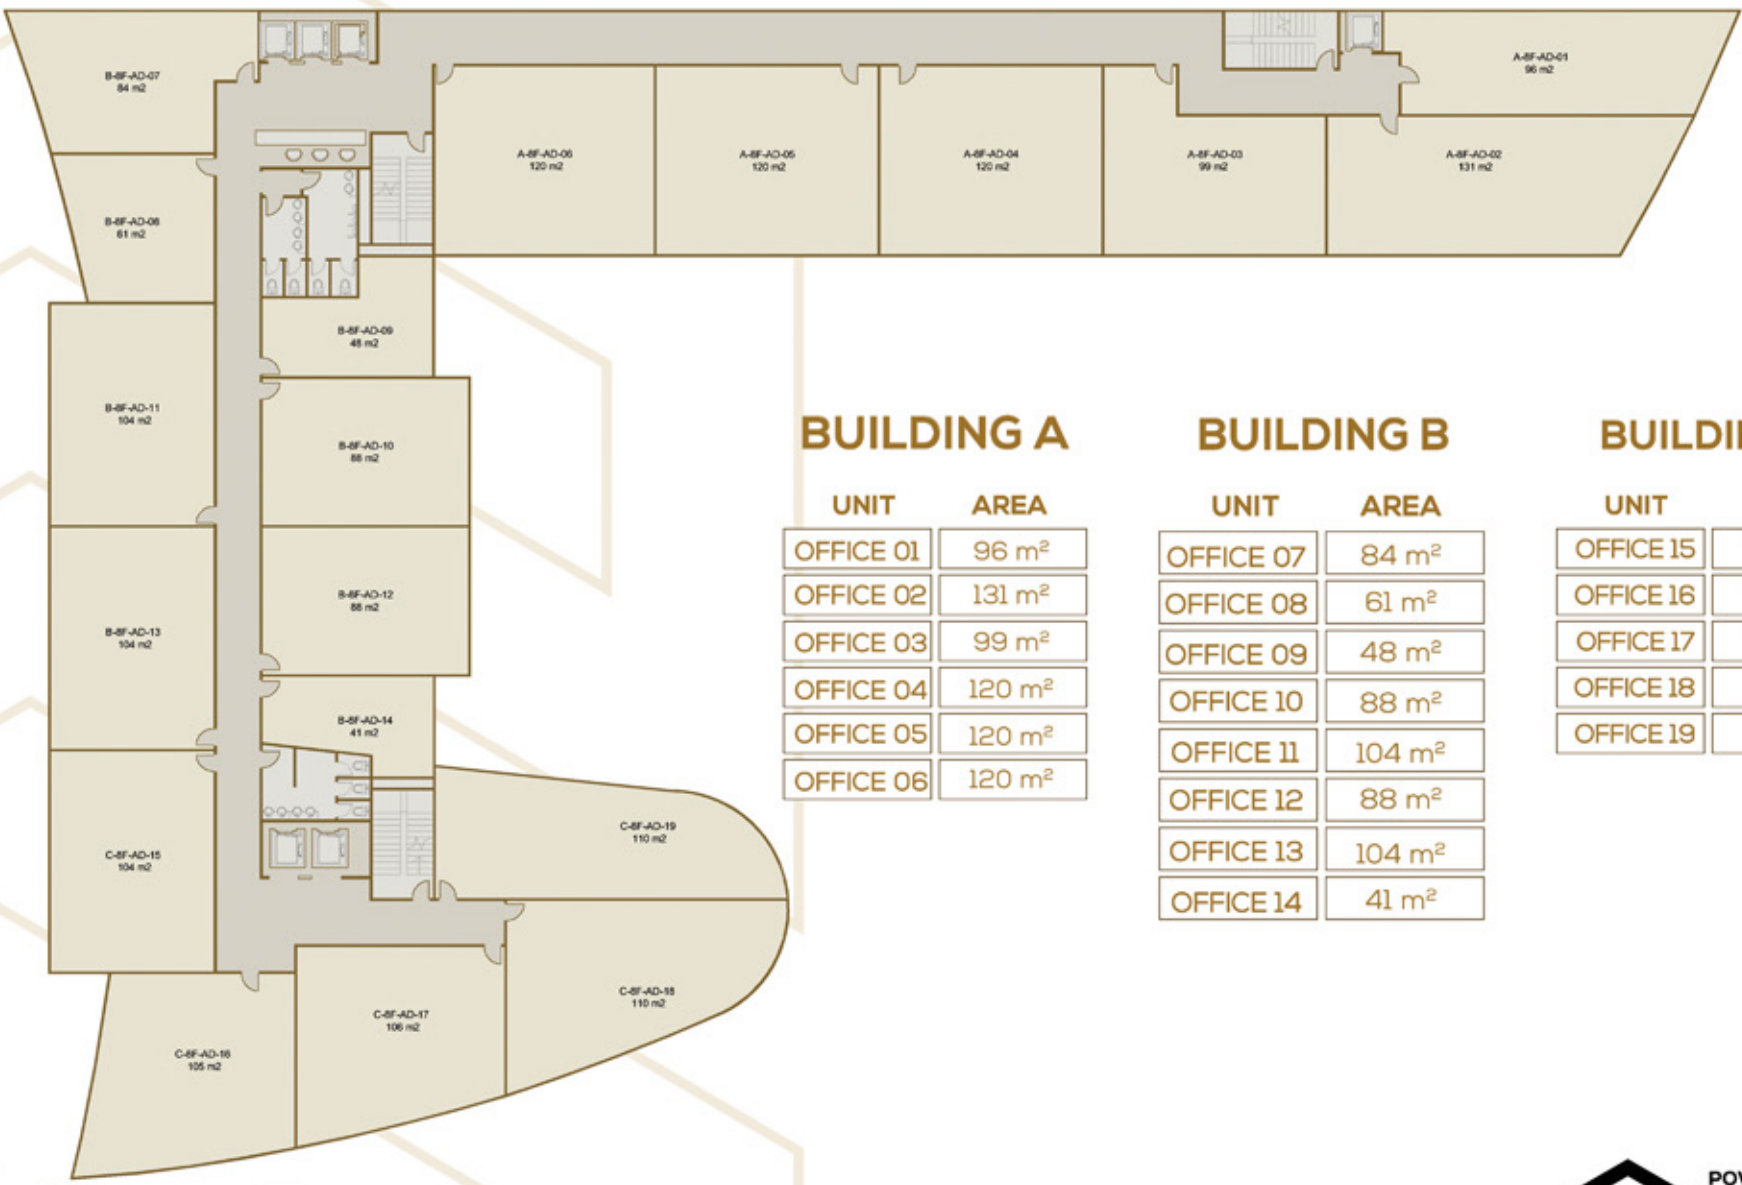 B-8F-AD-07
84 m2
A-8F-AD-01
96 m2
A-8F-AD-06
120 m2
A-8F-AD-05
120 m2
A-8F-AD-04
120 m2
A-8F-AD-03
99 m2
A-8F-AD-02
131 m2
B-8F-AD-08
61 m2
B-8F-AD-09
48 m2
B-8F-AD-11
104 m2
B-8F-AD-10
88 m2
B-8F-AD-12
88 m2
B-8F-AD-13
104 m2
B-8F-AD-14
41 m2
C-8F-AD-15
104 m2
C-8F-AD-19
110 m2
C-8F-AD-18
110 m2
C-8F-AD-17
106 m2
C-8F-AD-16
105 m2
BUILDING A
UNIT AREA
OFFICE 01 96 m²
OFFICE 02 131 m²
OFFICE 03 99 m²
OFFICE 04 120 m²
OFFICE 05 120 m²
OFFICE 06 120 m²
BUILDING B
UNIT AREA
OFFICE 07 84 m²
OFFICE 08 61 m²
OFFICE 09 48 m²
OFFICE 10 88 m²
OFFICE 11 104 m²
OFFICE 12 88 m²
OFFICE 13 104 m²
OFFICE 14 41 m²
UNIT
OFFICE 15
OFFICE 16
OFFICE 17
OFFICE 18
OFFICE 19